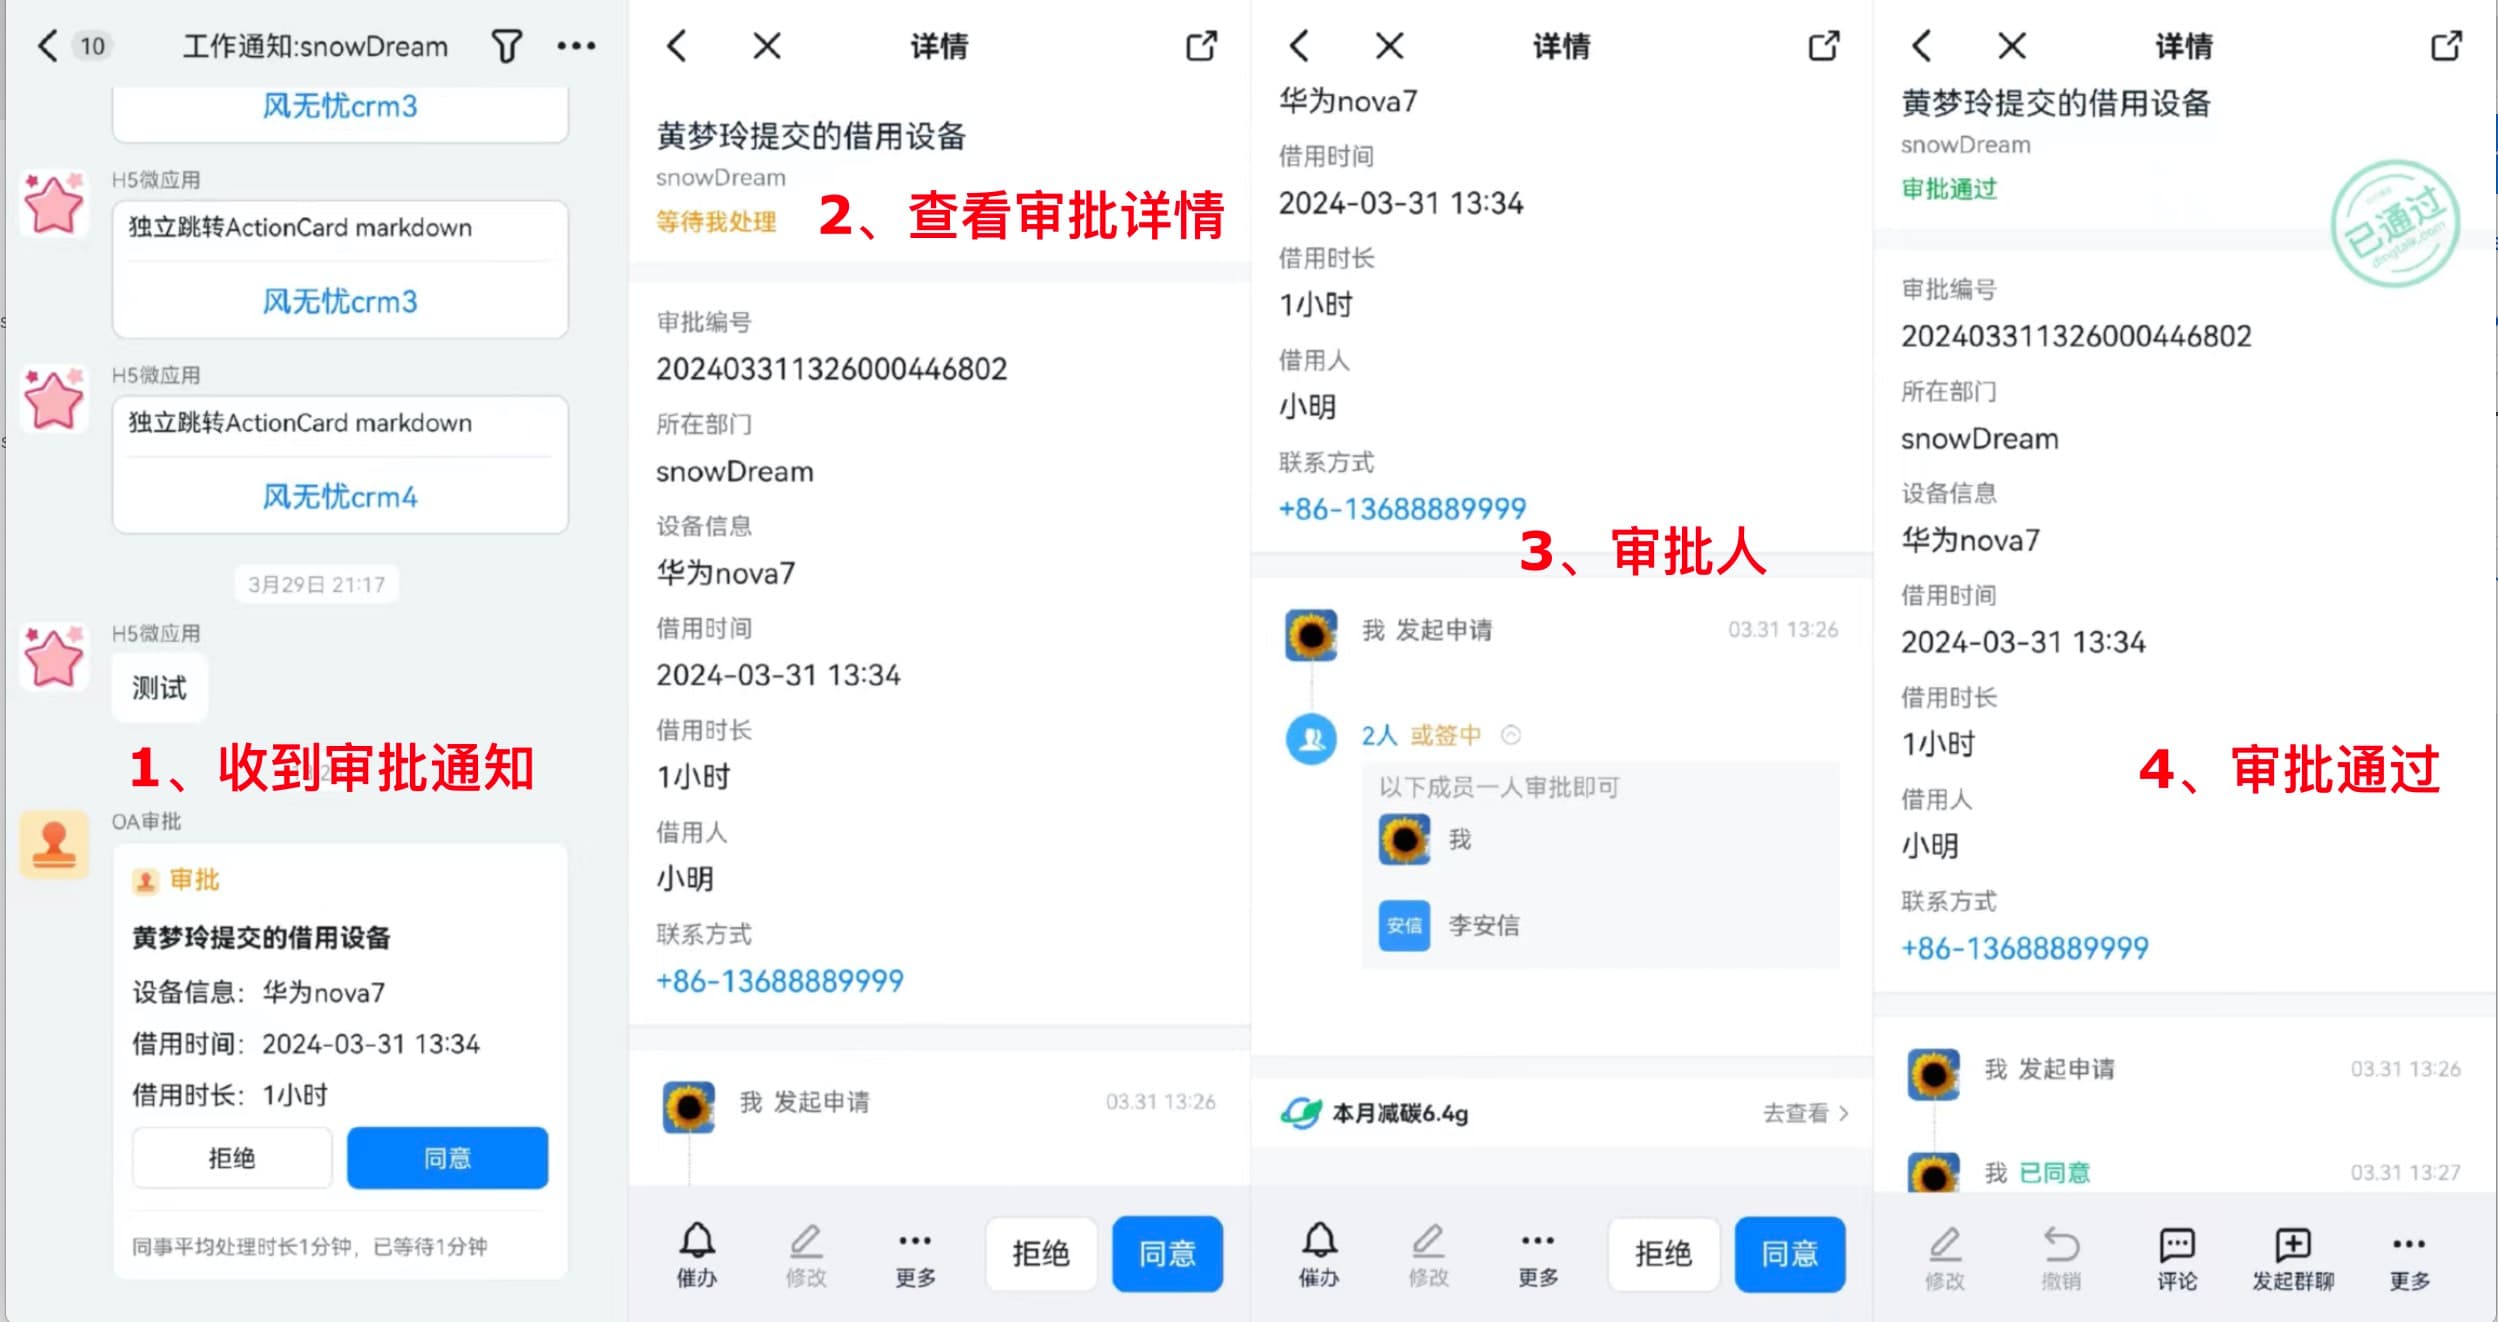 10
工作通知:snowDream
风无忧crm3
H5微应用
独立跳转ActionCard markdown
风无忧crm3
H5微应用
独立跳转ActionCard markdown
风无忧crm4
3月29日 21:17
H5微应用
测试
1、收到审批通知
OA审批
审批
黄梦玲提交的借用设备
设备信息：华为nova7
借用时间：2024-03-31 13:34
借用时长：1小时
拒绝
同意
同事平均处理时长1分钟，已等待1分钟
详情
黄梦玲提交的借用设备
snowDream
等待我处理
2、查看审批详情
审批编号
202403311326000446802
所在部门
snowDream
设备信息
华为nova7
借用时间
2024-03-31 13:34
借用时长
1小时
借用人
小明
联系方式
+86-13688889999
我 发起申请
03.31 13:26
催办
修改
更多
拒绝
同意
详情
华为nova7
借用时间
2024-03-31 13:34
借用时长
1小时
借用人
小明
联系方式
+86-13688889999
3、审批人
我 发起申请
03.31 13:26
2人 或签中
以下成员一人审批即可
我
安信
李安信
本月减碳6.4g
去查看
催办
修改
更多
拒绝
同意
详情
黄梦玲提交的借用设备
snowDream
审批通过
已通过
dingtalk.com
审批编号
202403311326000446802
所在部门
snowDream
设备信息
华为nova7
借用时间
2024-03-31 13:34
借用时长
1小时
4、审批通过
借用人
小明
联系方式
+86-13688889999
我 发起申请
03.31 13:26
我 已同意
03.31 13:27
修改
撤销
评论
发起群聊
更多